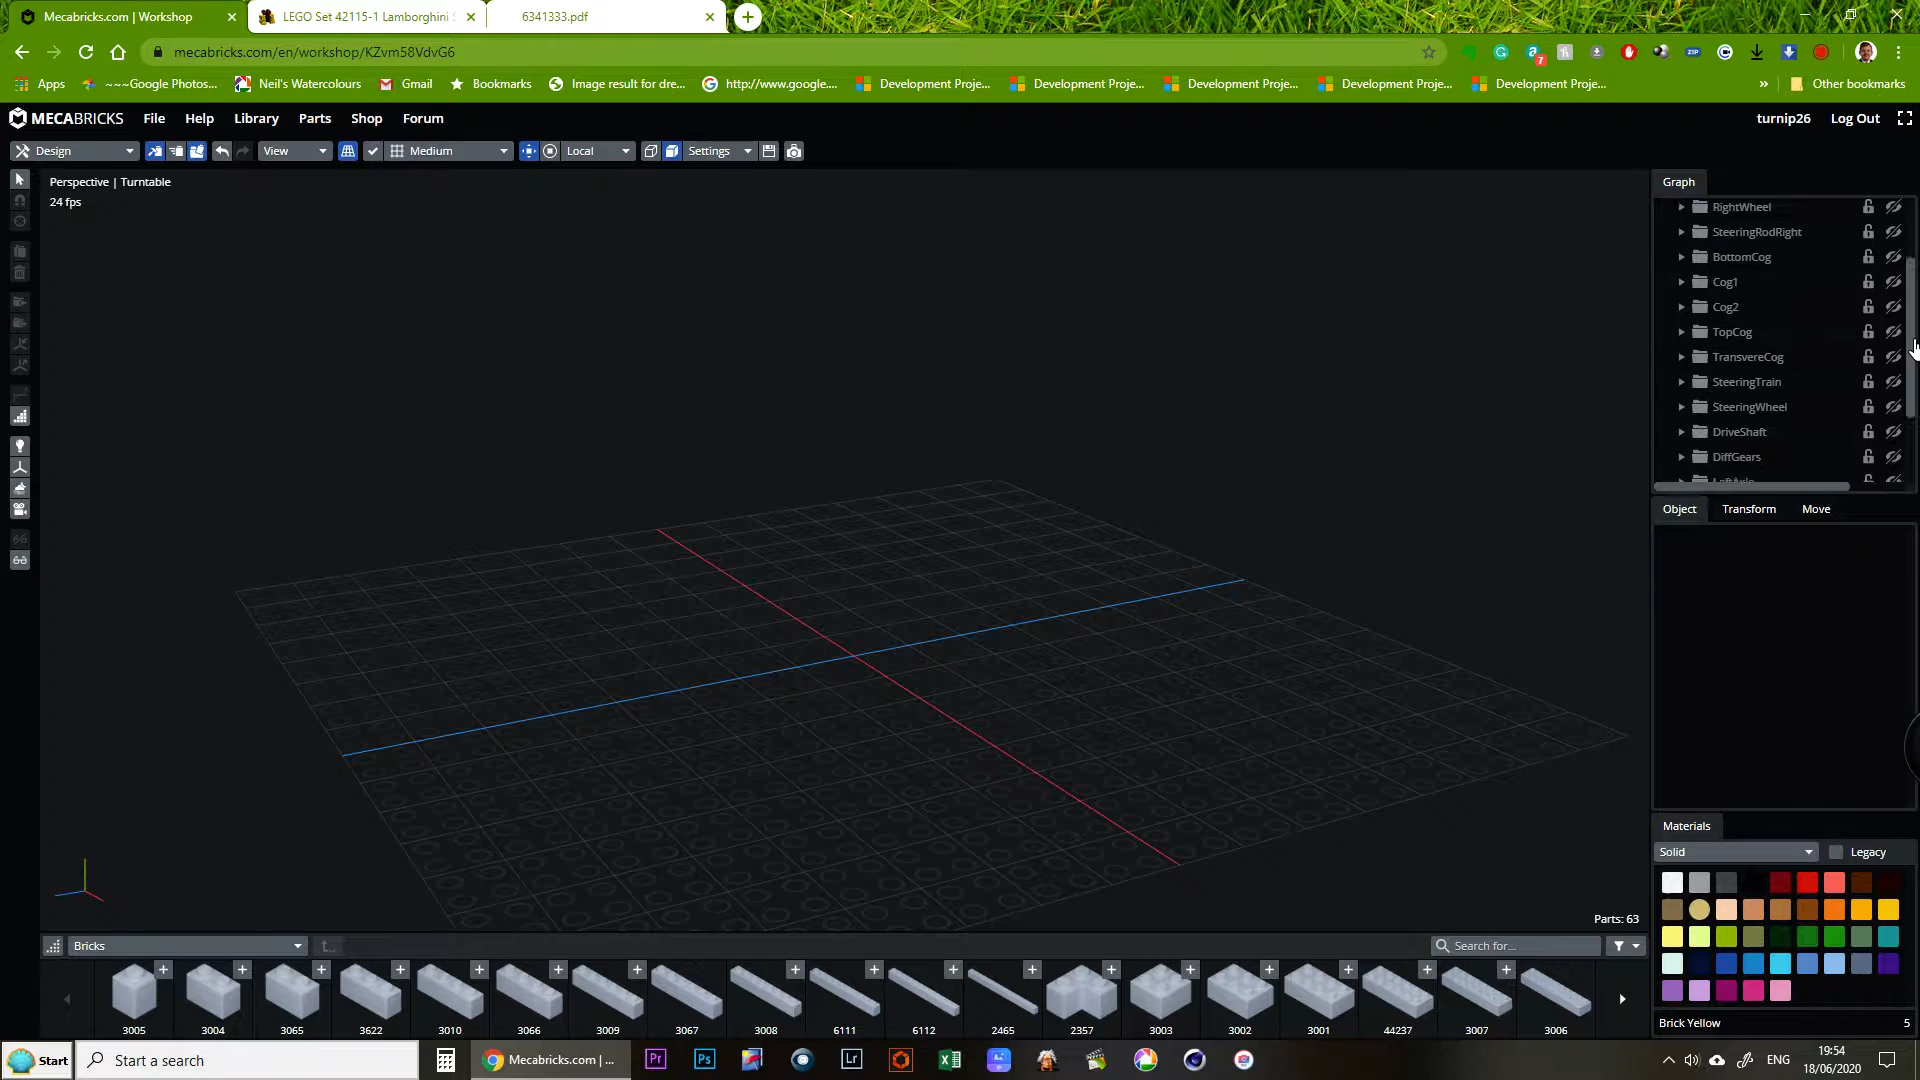 Mecabricks.com | Workshop
LEGO Set 42115-1 Lamborghini S
6341333.pdf
mecabricks.com/en/workshop/KZvm58VdvG6
Apps
~~~Google Photos...
Neil's Watercolours
Gmail
Bookmarks
Image result for dre...
http://www.google....
Development Proje...
Development Proje...
Development Proje...
Development Proje...
Development Proje...
»
Other bookmarks
7
ZIP
MECABRICKS
File
Help
Library
Parts
Shop
Forum
turnip26
Log Out
Design
View
Medium
Local
Settings
Perspective | Turntable
24 fps
Graph
RightWheel
SteeringRodRight
BottomCog
Cog1
Cog2
TopCog
TransvereCog
SteeringTrain
SteeringWheel
DriveShaft
DiffGears
LeftAxle
Object
Transform
Move
Materials
Solid
Legacy
Brick Yellow
5
Parts: 63
Bricks
Search for...
3005
3004
3065
3622
3010
3066
3009
3067
3008
6111
6112
2465
2357
3003
3002
3001
44237
3007
3006
Start
Start a search
Mecabricks.com | ...
Pr
Ps
Lr
ENG
19:54
18/06/2020